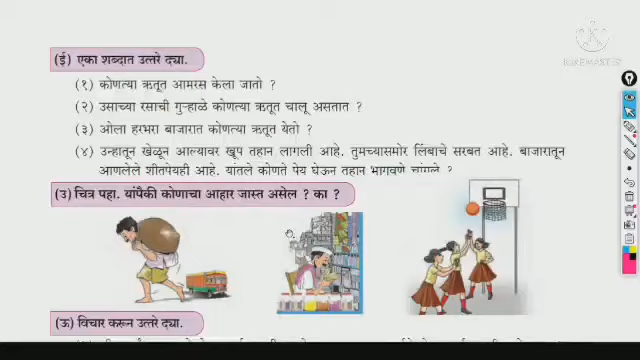 (ई) एका शब्दात उत्तरे द्या.
(१) कोणत्या ऋतूत आमरस केला जातो ?
(२) उसाच्या रसाची गुऱ्हाळे कोणत्या ऋतूत चालू असतात ?
(३) ओला हरभरा बाजारात कोणत्या ऋतूत येतो ?
(४) उन्हातून खेळून आल्यावर खूप तहान लागली आहे. तुमच्यासमोर लिंबाचे सरबत आहे. बाजारातून
आणलेले शीतपेयही आहे. यांतले कोणते पेय घेऊन तहान भागवणे चांगले ?
(उ) चित्र पहा. यांपैकी कोणाचा आहार जास्त असेल ? का ?
(ऊ) विचार करून उत्तरे द्या.